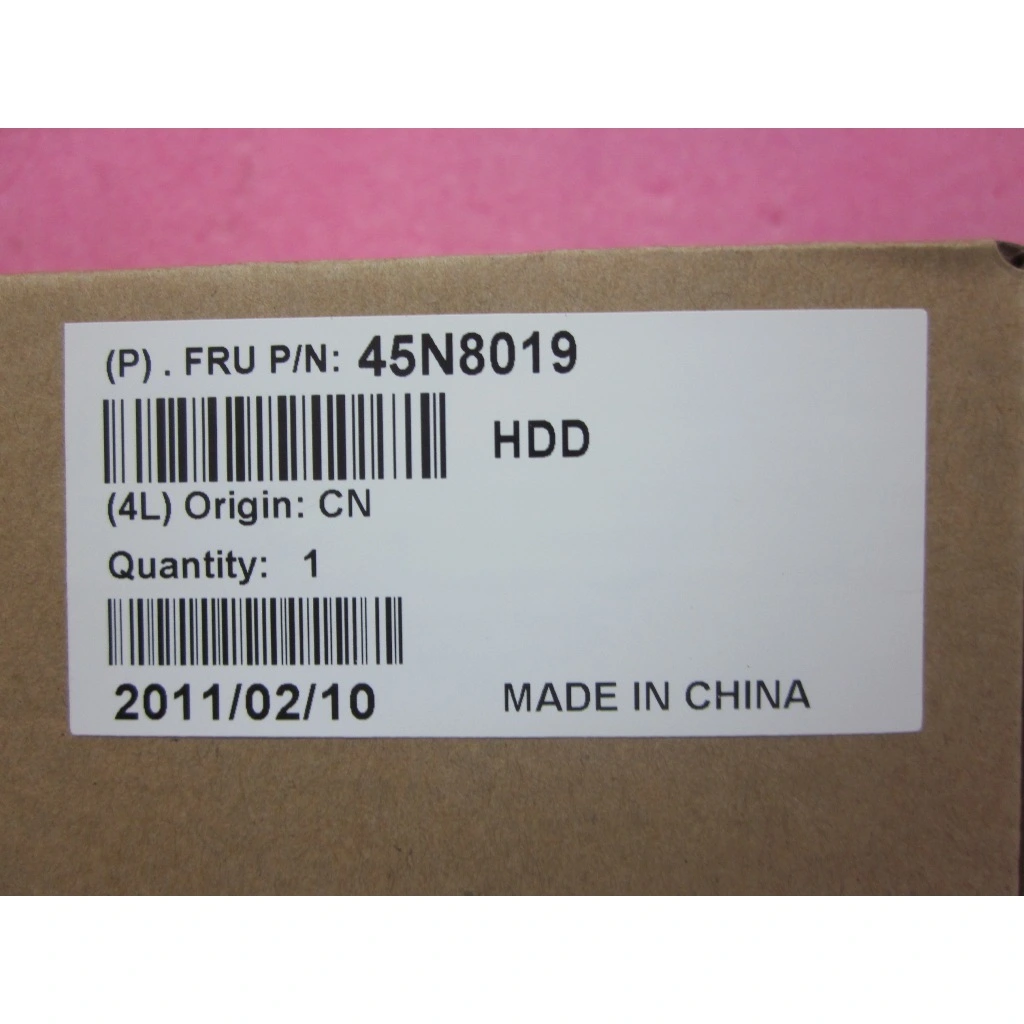 (P) . FRU P/N: 45N8019
HDD
(4L) Origin: CN
Quantity: 1
2011/02/10
MADE IN CHINA